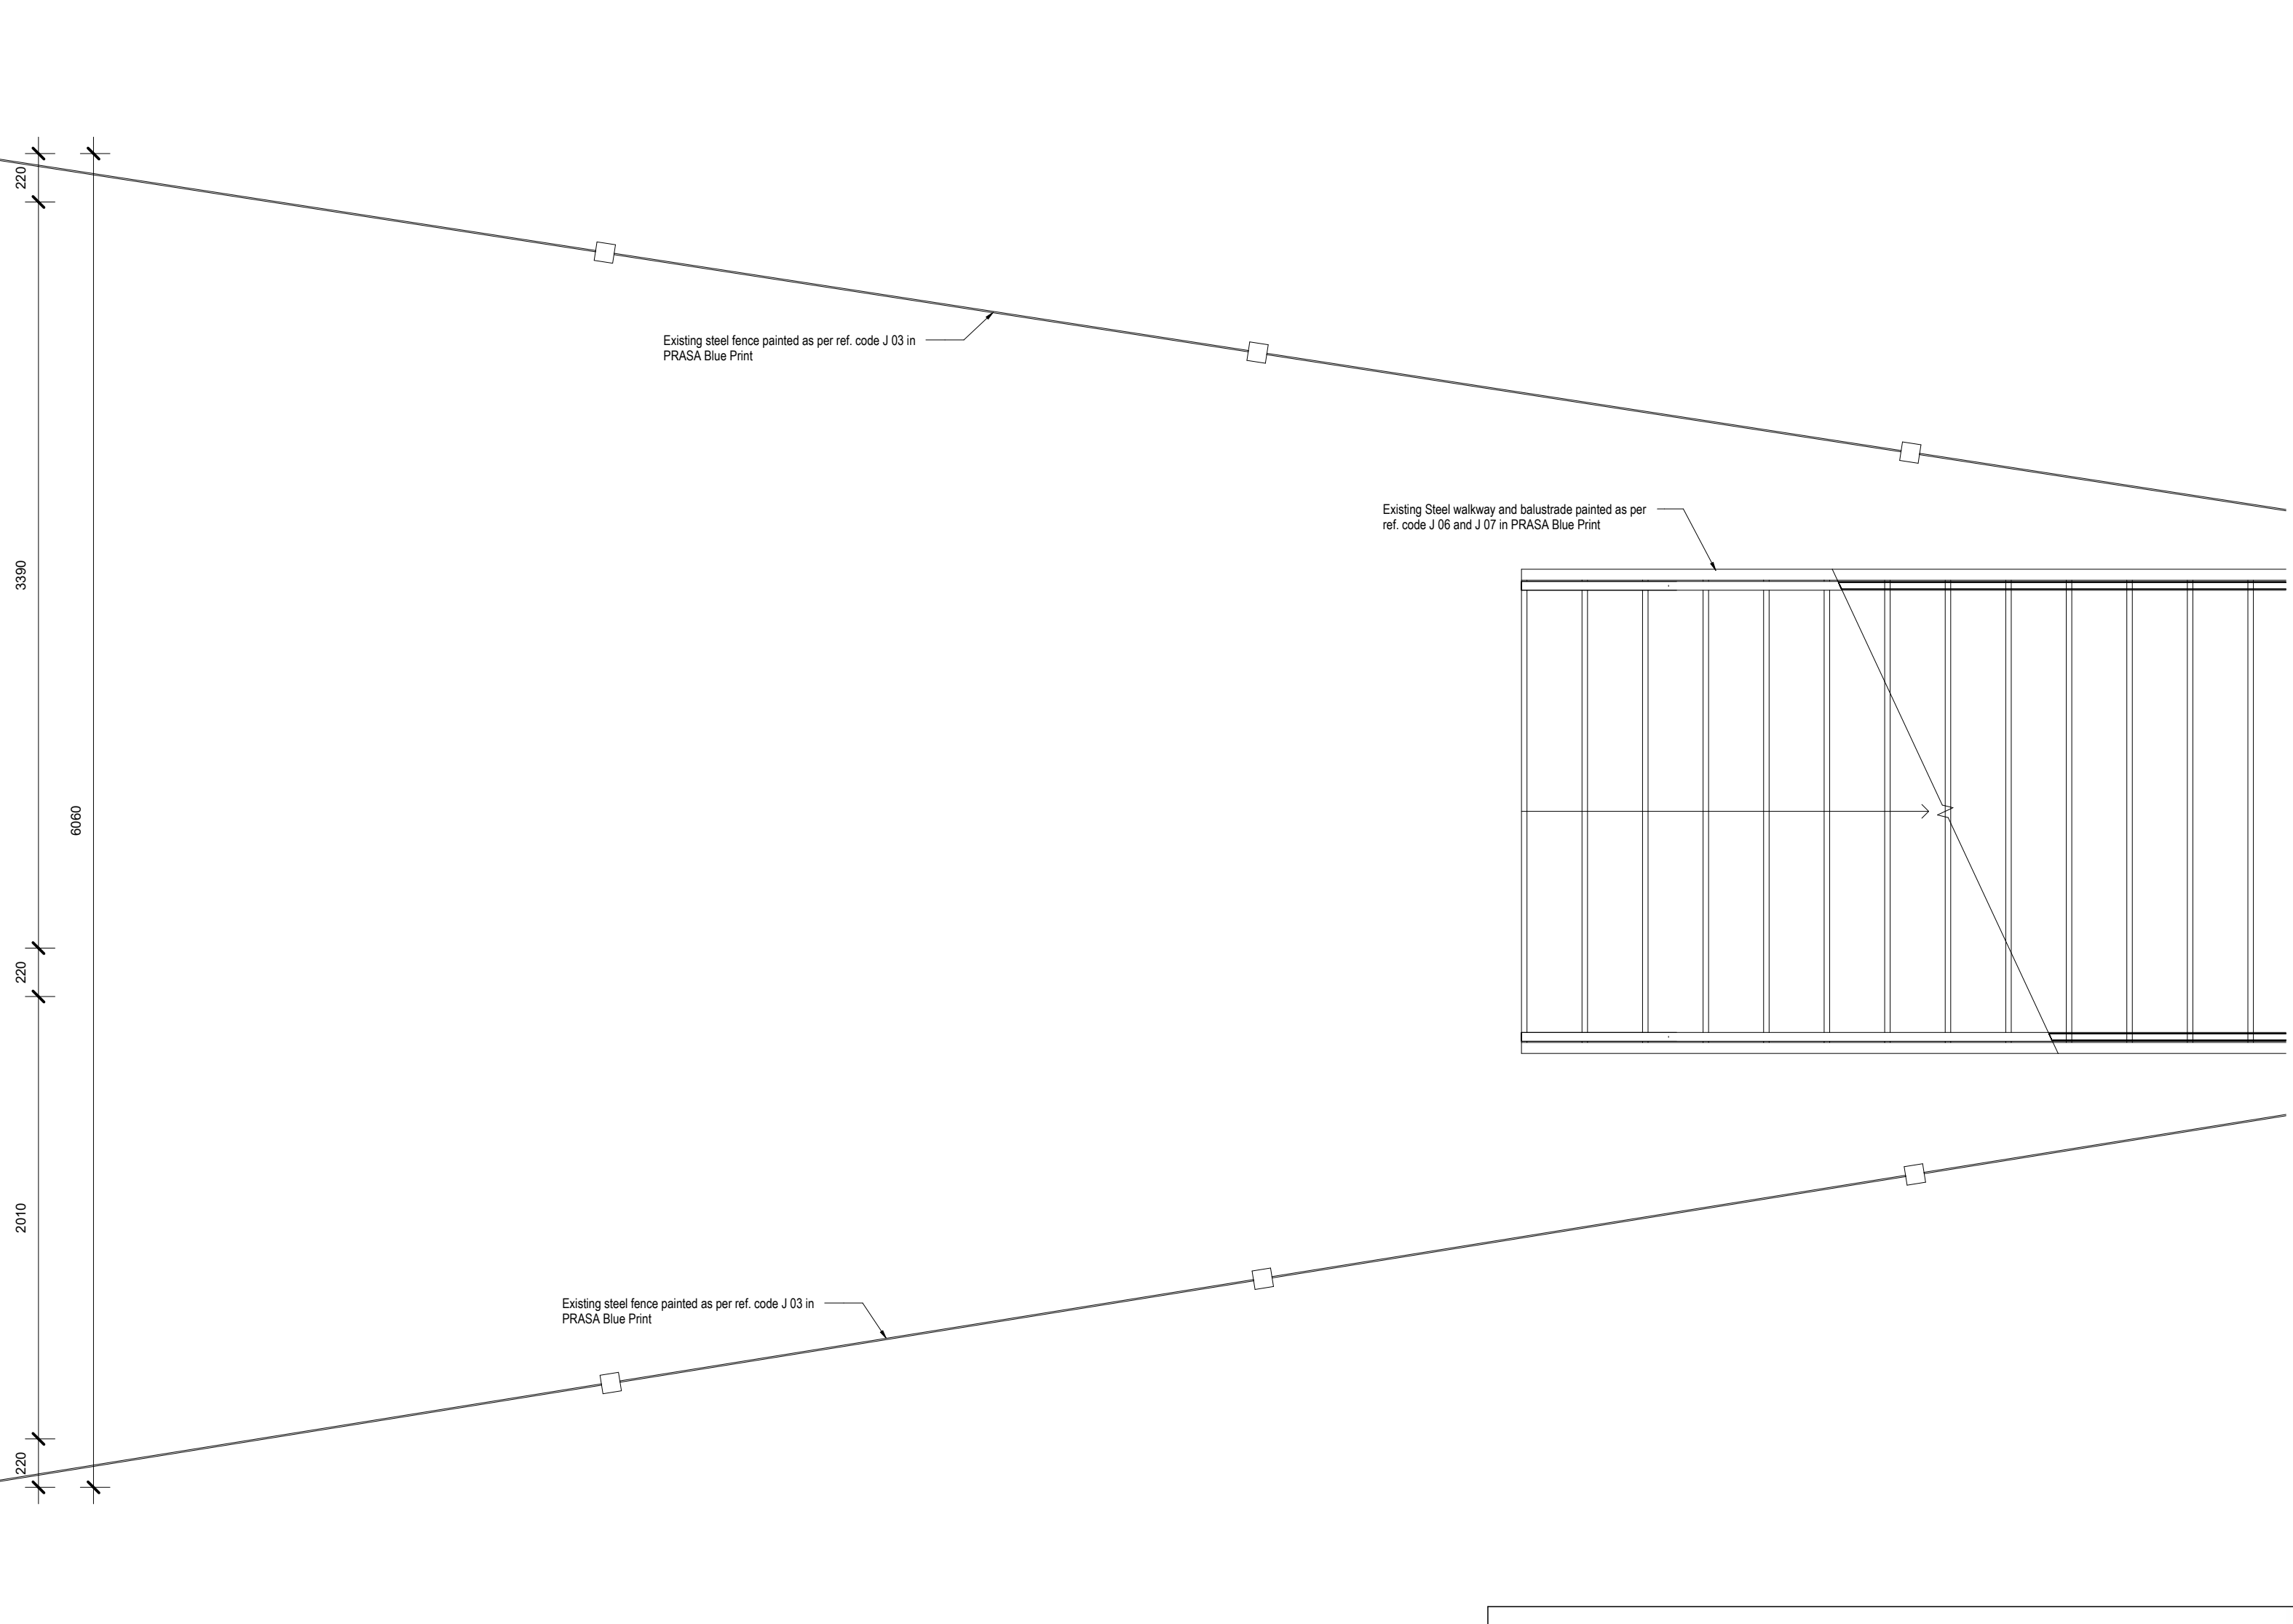 220
Existing steel fence painted as per ref. code J 03 in
PRASA Blue Print
Existing Steel walkway and balustrade painted as per
ref. code J 06 and J 07 in PRASA Blue Print
3390
6060
220
2010
Existing steel fence painted as per ref. code J 03 in
PRASA Blue Print
220